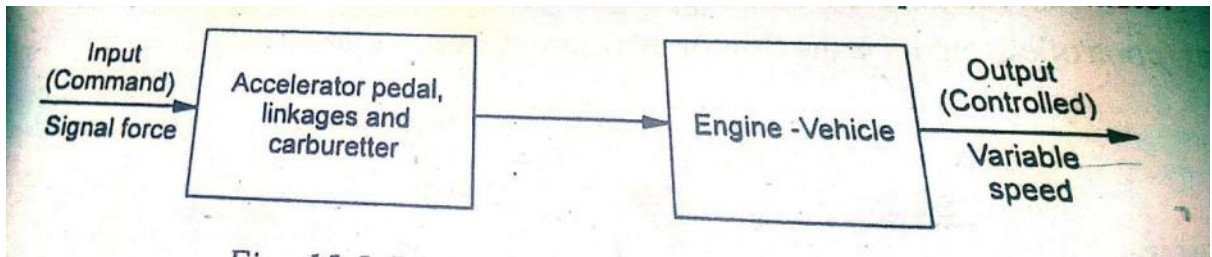 Input
(Command)
Signal force
Accelerator pedal,
linkages and
carburetter
Engine -Vehicle
Output
(Controlled)
Variable
speed